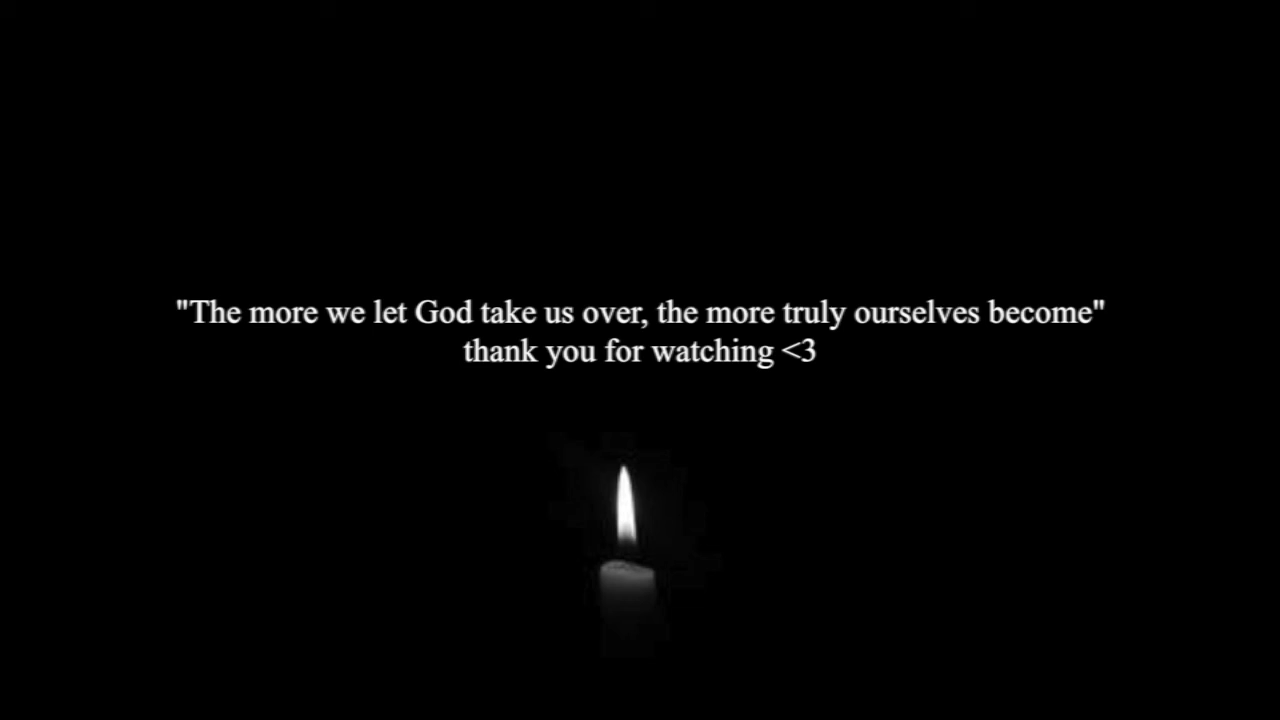 "The more we let God take us over, the more truly ourselves become"
thank you for watching <3